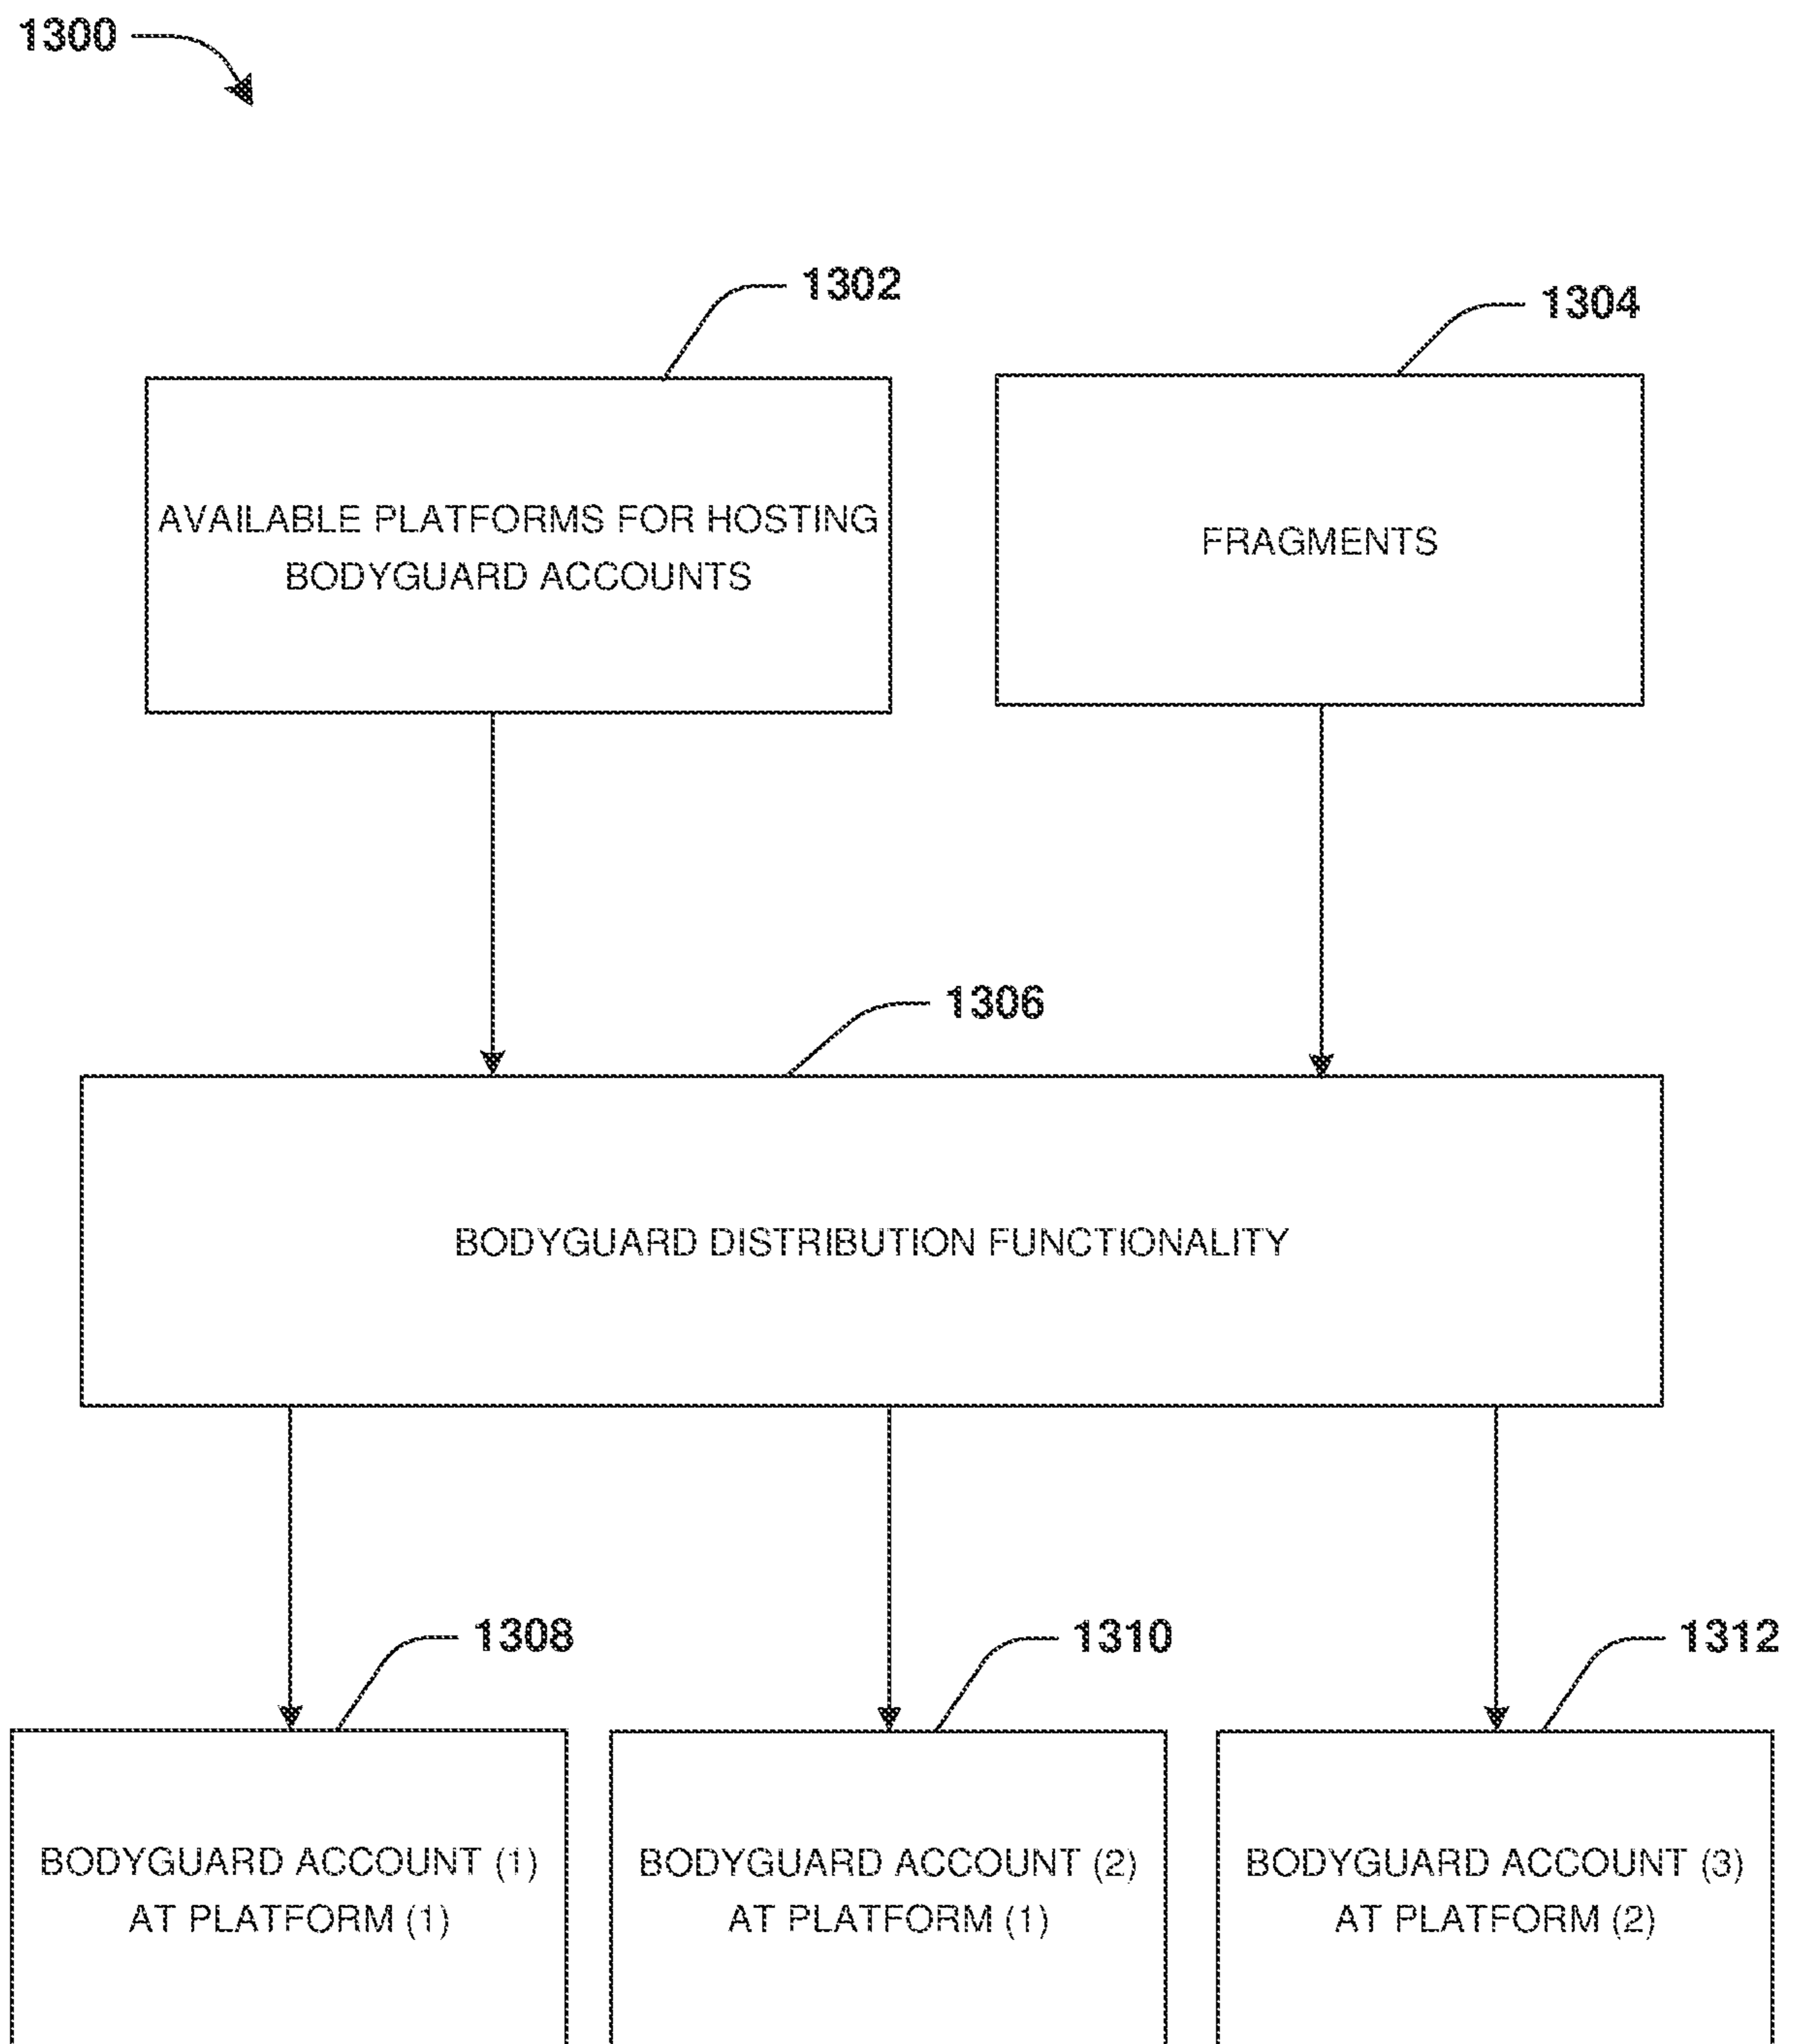 1300
1302
1304
AVAILABLE PLATFORMS FOR HOSTING
BODYGUARD ACCOUNTS
FRAGMENTS
1306
BODYGUARD DISTRIBUTION FUNCTIONALITY
1308
1310
1312
BODYGUARD ACCOUNT (1)
AT PLATFORM (1)
BODYGUARD ACCOUNT (2)
AT PLATFORM (1)
BODYGUARD ACCOUNT (3)
AT PLATFORM (2)